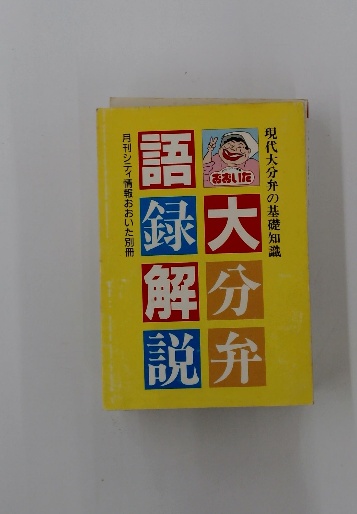 現代大分弁の基礎知識
おおいた
大分弁
語録解説
月刊シティ情報おおいた別冊